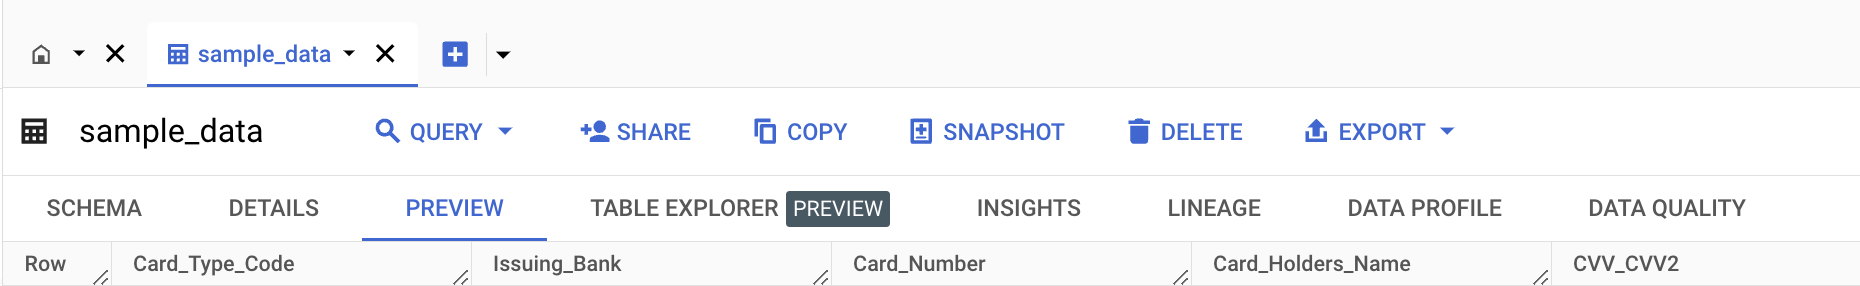 sample_data
sample_data QUERY SHARE COPY SNAPSHOT DELETE EXPORT
SCHEMA DETAILS PREVIEW TABLE EXPLORER PREVIEW INSIGHTS LINEAGE DATA PROFILE DATA QUALITY
Row Card_Type_Code Issuing_Bank Card_Number Card_Holders_Name CVV_CVV2